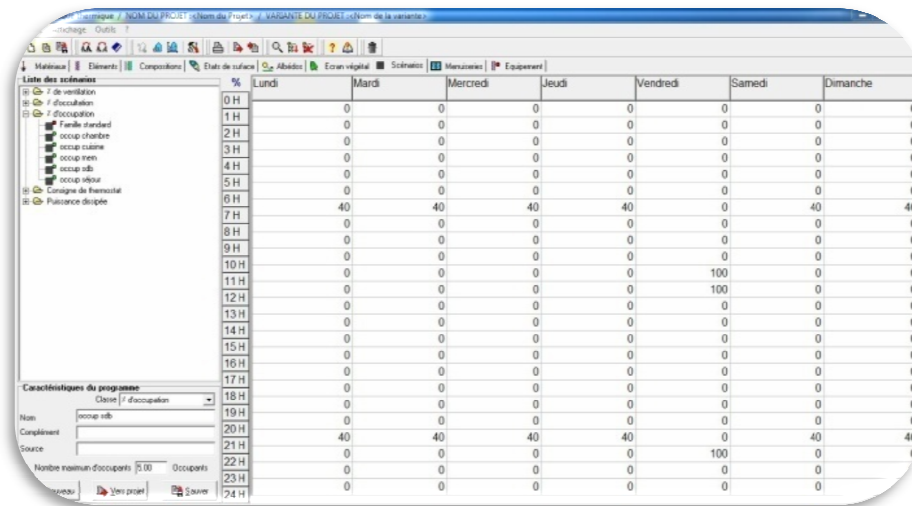 thermique / NOM DU PROJET :<Nom du Projet> / VARIANTE DU PROJET :<Nom de la variante>
Affichage Outils ?
Matériaux Eléments Compositions Etats de surface Albédos Ecran végétal Scénarios Menuiseries Equipement
Liste des scénarios
% de ventilation
% d'occultation
% d'occupation
Famille standard
occup chambre
occup cuisine
occup mem
occup sdb
occup séjour
Consigne de thermostat
Puissance dissipée
Caractéristiques du programme
Classe % d'occupation
Nom occup sdb
Complément
Source
Nombre maximum d'occupants 5.00 Occupants
Vers projet Sauver
% Lundi Mardi Mercredi Jeudi Vendredi Samedi Dimanche
0 H
0 0 0 0 0 0
1 H
0 0 0 0 0 0
2 H
0 0 0 0 0 0
3 H
0 0 0 0 0 0
4 H
0 0 0 0 0 0
5 H
0 0 0 0 0 0
6 H
40 40 40 40 0 40
7 H
0 0 0 0 0 0
8 H
0 0 0 0 0 0
9 H
0 0 0 0 0 0
10 H
0 0 0 0 100 0
11 H
0 0 0 0 100 0
12 H
0 0 0 0 0 0
13 H
0 0 0 0 0 0
14 H
0 0 0 0 0 0
15 H
0 0 0 0 0 0
16 H
0 0 0 0 0 0
17 H
0 0 0 0 0 0
18 H
0 0 0 0 0 0
19 H
0 0 0 0 0 0
20 H
40 40 40 40 0 40
21 H
0 0 0 0 100 0
22 H
0 0 0 0 0 0
23 H
0 0 0 0 0 0
24 H